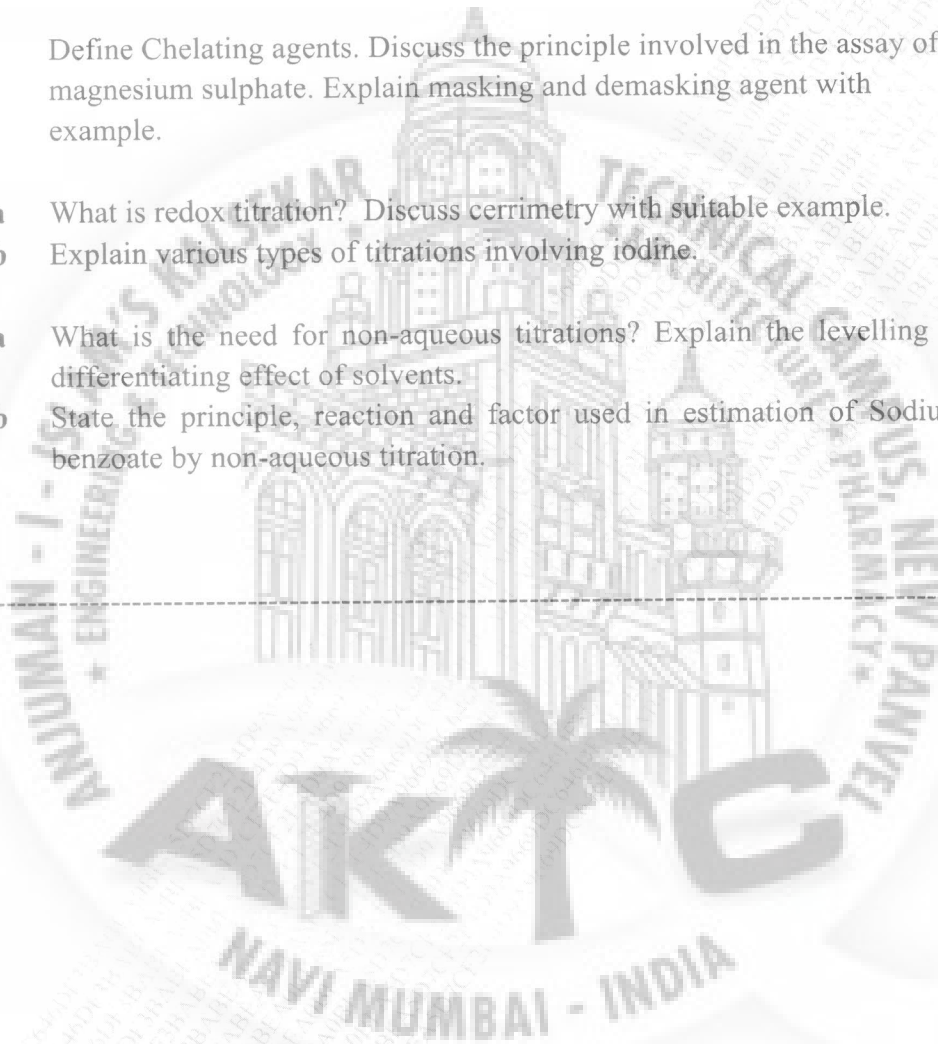 Define Chelating agents. Discuss the principle involved in the assay of
magnesium sulphate. Explain masking and demasking agent with
example.
What is redox titration? Discuss cerrimetry with suitable example.
Explain various types of titrations involving iodine.
What is the need for non-aqueous titrations? Explain the levelling
differentiating effect of solvents.
State the principle, reaction and factor used in estimation of Sodiu
benzoate by non-aqueous titration.
TECHNICAL CAMPUS, NEW PANVEL
ANJUMAN - I - ISLAM'S KALSEKAR
★ ENGINEERING & TECHNOLOGY ★ ARCHITECTURE ★ PHARMACY ★
AKTC
NAVI MUMBAI - INDIA